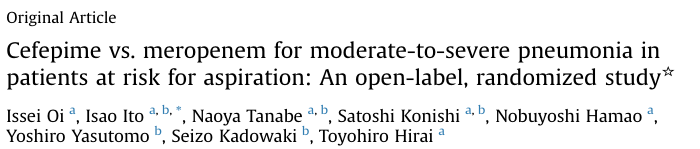 Original Article
Cefepime vs. meropenem for moderate-to-severe pneumonia in
patients at risk for aspiration: An open-label, randomized study☆
Issei Oi a, Isao Ito a, b, *, Naoya Tanabe a, b, Satoshi Konishi a, b, Nobuyoshi Hamao a,
Yoshiro Yasutomo b, Seizo Kadowaki b, Toyohiro Hirai a